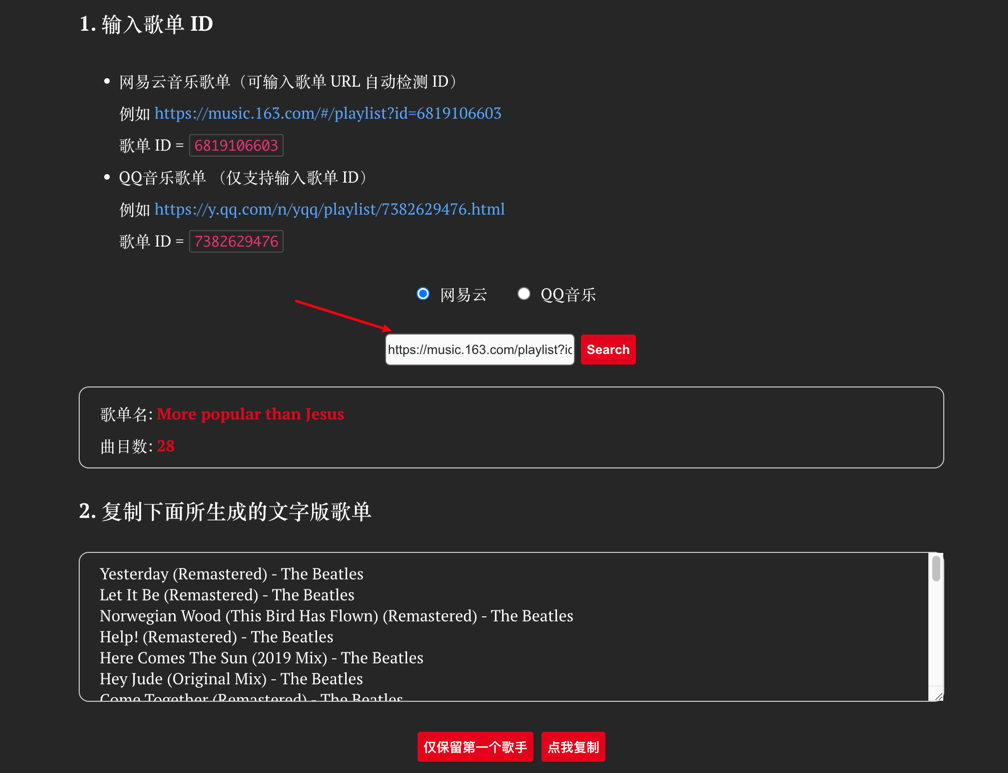 1. 输入歌单 ID
网易云音乐歌单（可输入歌单 URL 自动检测 ID）
例如 https://music.163.com/#/playlist?id=6819106603
歌单 ID = 6819106603
QQ音乐歌单 （仅支持输入歌单 ID）
例如 https://y.qq.com/n/yqq/playlist/7382629476.html
歌单 ID = 7382629476
网易云 QQ音乐
https://music.163.com/playlist?ic Search
歌单名: More popular than Jesus
曲目数: 28
2. 复制下面所生成的文字版歌单
Yesterday (Remastered) - The Beatles
Let It Be (Remastered) - The Beatles
Norwegian Wood (This Bird Has Flown) (Remastered) - The Beatles
Help! (Remastered) - The Beatles
Here Comes The Sun (2019 Mix) - The Beatles
Hey Jude (Original Mix) - The Beatles
Come Together (Remastered) - The Beatles
仅保留第一个歌手 点我复制